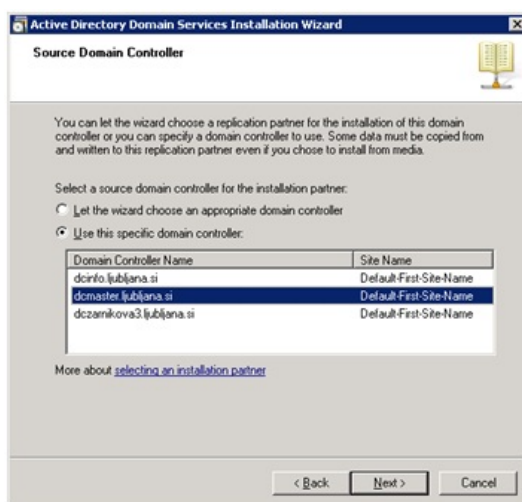 Active Directory Domain Services Installation Wizard
Source Domain Controller
You can let the wizard choose a replication partner for the installation of this domain
controller or you can specify a domain controller to use. Some data must be copied from
and written to this replication partner even if you chose to install from media.
Select a source domain controller for the installation partner:
Let the wizard choose an appropriate domain controller
Use this specific domain controller:
Domain Controller Name Site Name
dcinfo.ljubljana.si Default-First-Site-Name
dcmaster.ljubljana.si Default-First-Site-Name
dczarnikova3.ljubljana.si Default-First-Site-Name
More about selecting an installation partner
< Back Next > Cancel